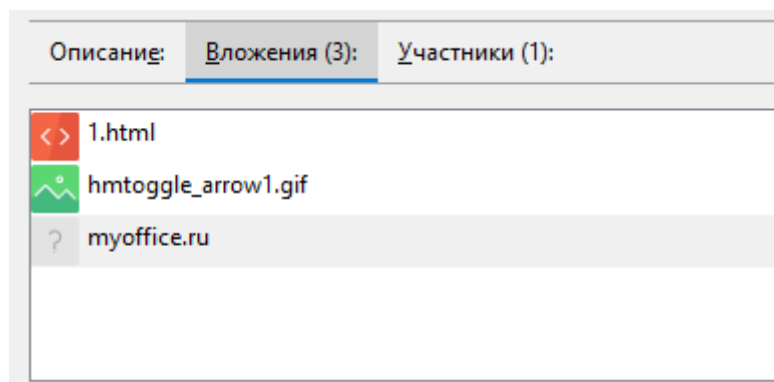 Описание: Вложения (3): Участники (1):
1.html
hmtoggle_arrow1.gif
myoffice.ru